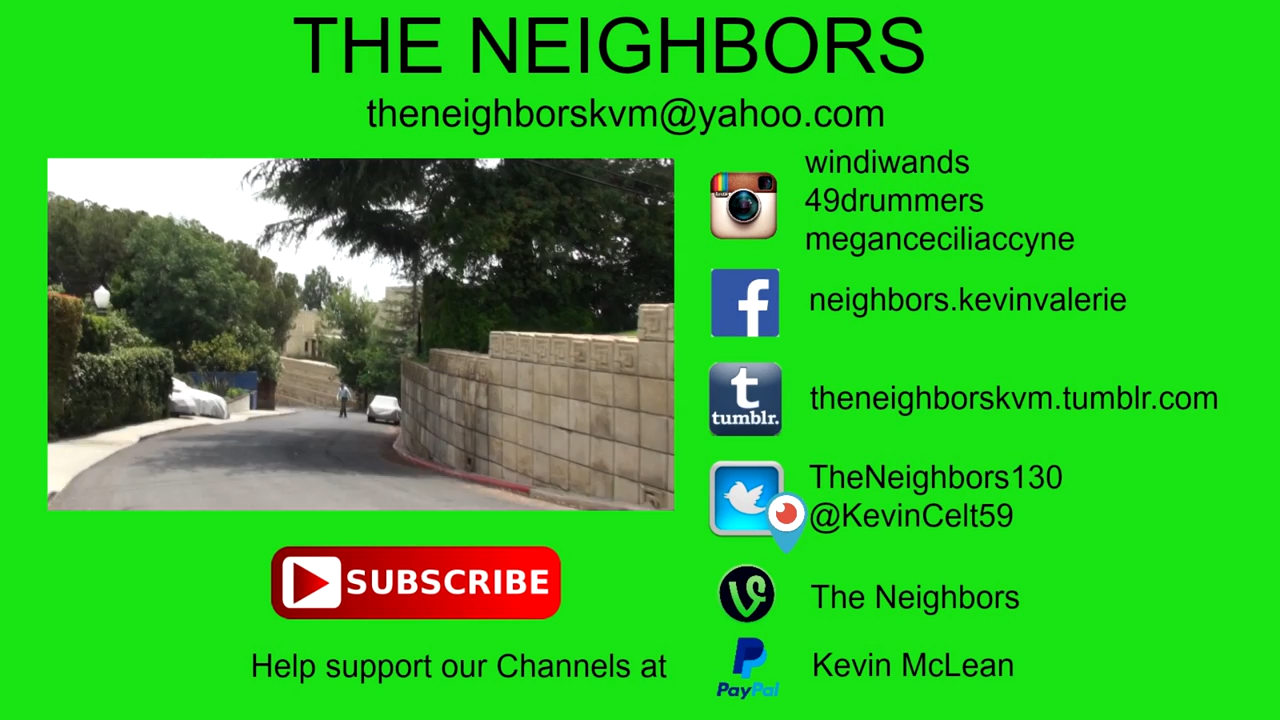 THE NEIGHBORS
theneighborskvm@yahoo.com
windiwands
49drummers
meganceciliaccyne
neighbors.kevinvalerie
tumblr.
theneighborskvm.tumblr.com
TheNeighbors130
@KevinCelt59
The Neighbors
SUBSCRIBE
Help support our Channels at
PayPal
Kevin McLean